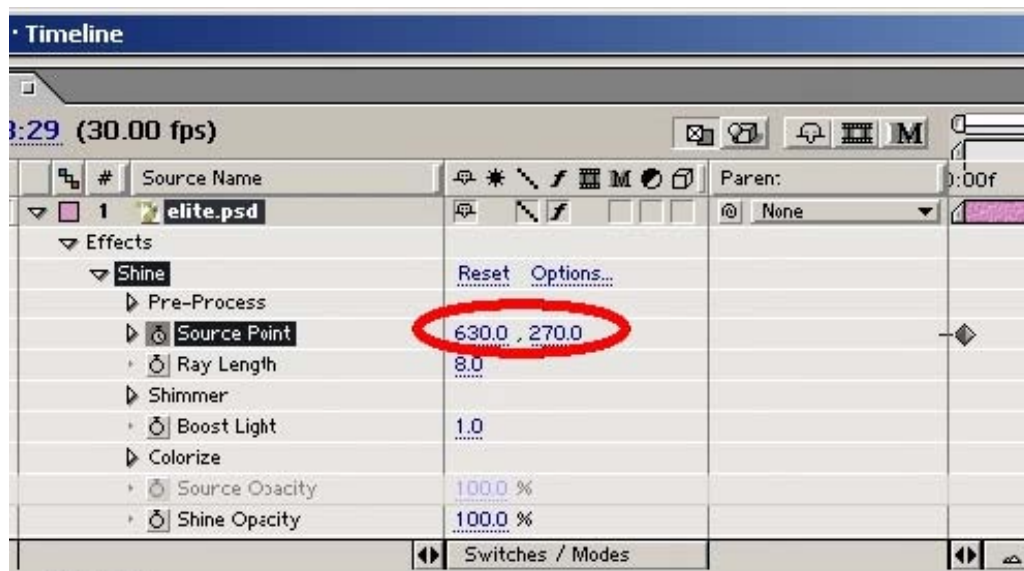 · Timeline
3:29 (30.00 fps)
M
# Source Name M Paren: 0:00f
1 elite.psd None
Effects
Shine Reset Options...
Pre-Process
Source Point 630.0 , 270.0
Ray Length 8.0
Shimmer
Boost Light 1.0
Colorize
Source Opacity 100.0 %
Shine Opacity 100.0 %
Switches / Modes